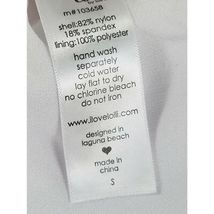 m#103658
shell:82% nylon
18% spandex
lining:100% polyester
hand wash
separately
cold water
lay flat to dry
no chlorine bleach
do not iron
www.ilovelolli.com
designed in
laguna beach
♥
made in
china
S